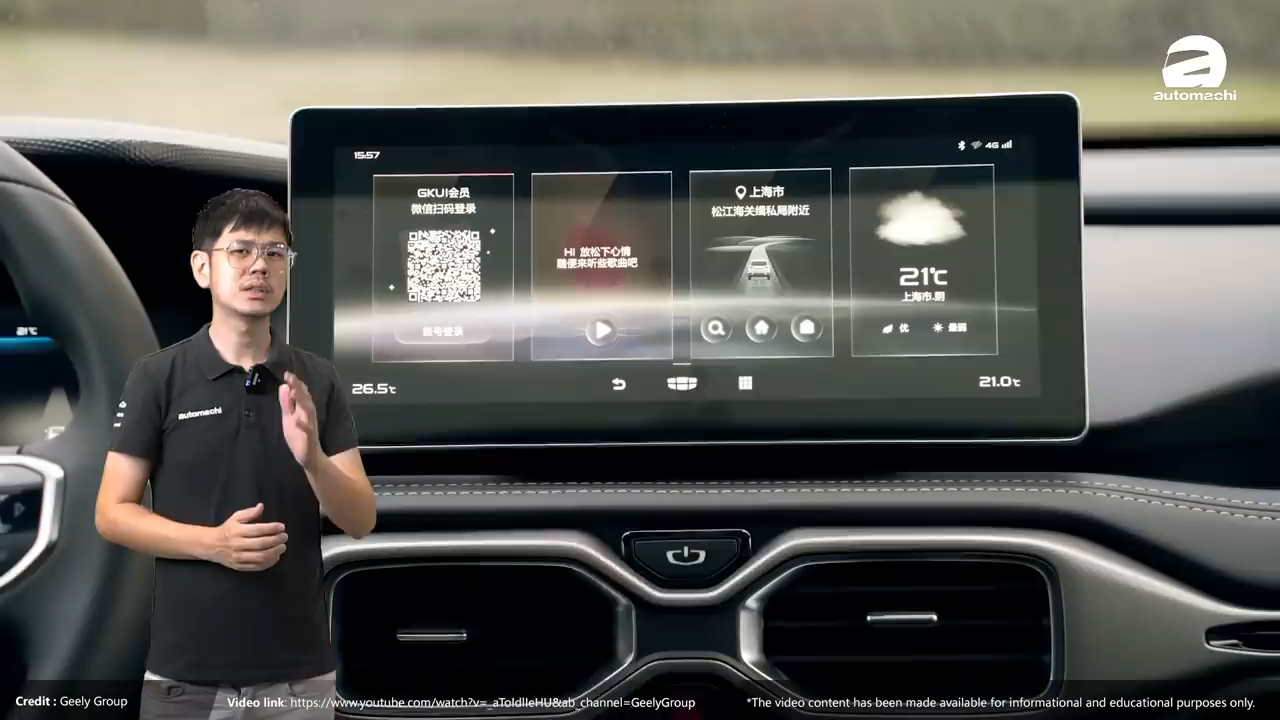 automachi
15:57
4G
GKUI会员
微信扫码登录
账号登录
Hi 放松下心情
随便来听些歌曲吧
上海市
松江海关缉私局附近
21℃
上海市.阴
优
最弱
26.5℃
21.0℃
automachi
Credit : Geely Group
Video link: https://www.youtube.com/watch?v=_aToIdlIeHU&ab_channel=GeelyGroup
*The video content has been made available for informational and educational purposes only.